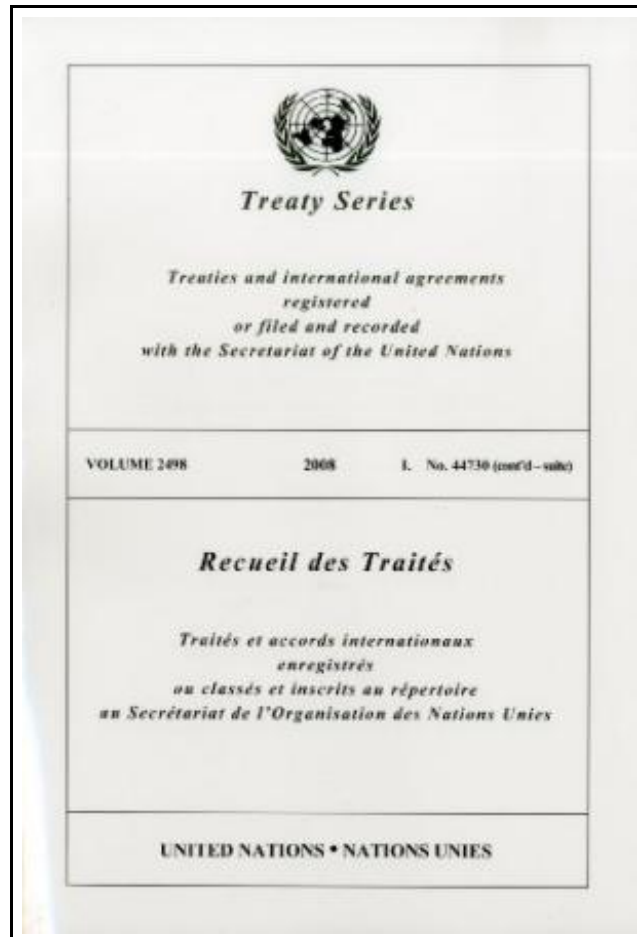 Treaty Series
Treaties and international agreements
registered
or filed and recorded
with the Secretariat of the United Nations
VOLUME 2498 2008 I. No. 44730 (cont'd – suite)
Recueil des Traités
Traités et accords internationaux
enregistrés
ou classés et inscrits au répertoire
au Secrétariat de l'Organisation des Nations Unies
UNITED NATIONS • NATIONS UNIES